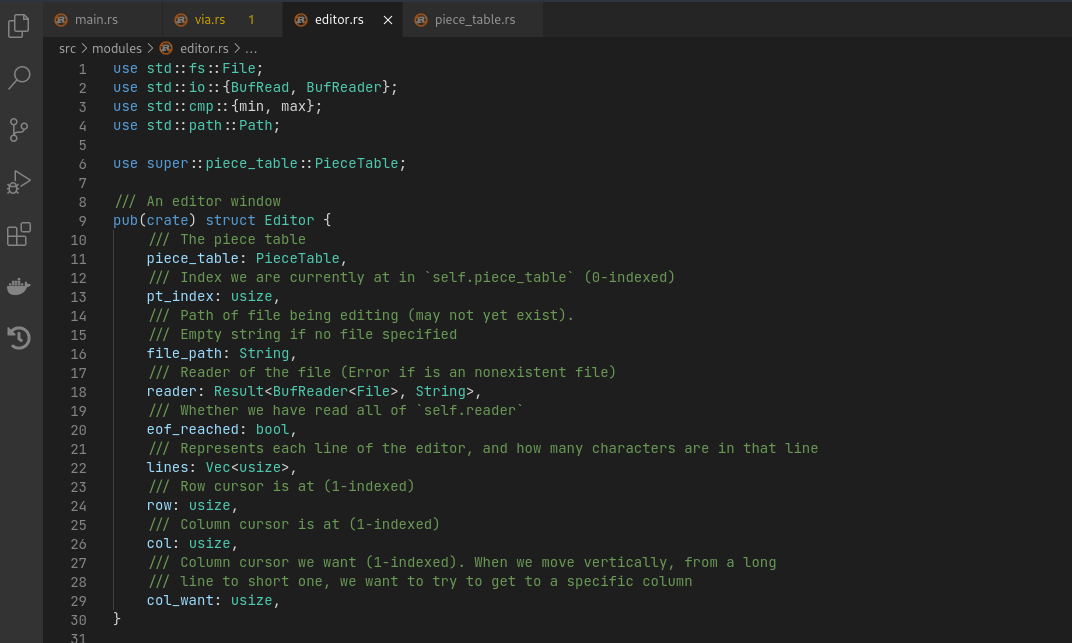 main.rs via.rs 1 editor.rs piece_table.rs
src > modules > editor.rs > ...
1 use std::fs::File;
2 use std::io::{BufRead, BufReader};
3 use std::cmp::{min, max};
4 use std::path::Path;
5
6 use super::piece_table::PieceTable;
7
8 /// An editor window
9 pub(crate) struct Editor {
10     /// The piece table
11     piece_table: PieceTable,
12     /// Index we are currently at in `self.piece_table` (0-indexed)
13     pt_index: usize,
14     /// Path of file being editing (may not yet exist).
15     /// Empty string if no file specified
16     file_path: String,
17     /// Reader of the file (Error if is an nonexistent file)
18     reader: Result<BufReader<File>, String>,
19     /// Whether we have read all of `self.reader`
20     eof_reached: bool,
21     /// Represents each line of the editor, and how many characters are in that line
22     lines: Vec<usize>,
23     /// Row cursor is at (1-indexed)
24     row: usize,
25     /// Column cursor is at (1-indexed)
26     col: usize,
27     /// Column cursor we want (1-indexed). When we move vertically, from a long
28     /// line to short one, we want to try to get to a specific column
29     col_want: usize,
30 }
31